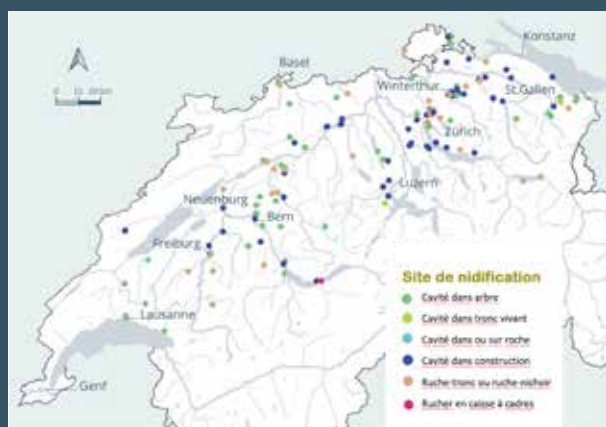 Konstanz
Basel
Winterthur
St.Gallen
Zürich
Luzern
Neuenburg
Bern
Freiburg
Lausanne
Genf
Site de nidification
Cavité dans arbre
Cavité dans tronc vivant
Cavité dans ou sur roche
Cavité dans construction
Ruche tronc ou ruche nichoir
Rucher en caisse à cadres